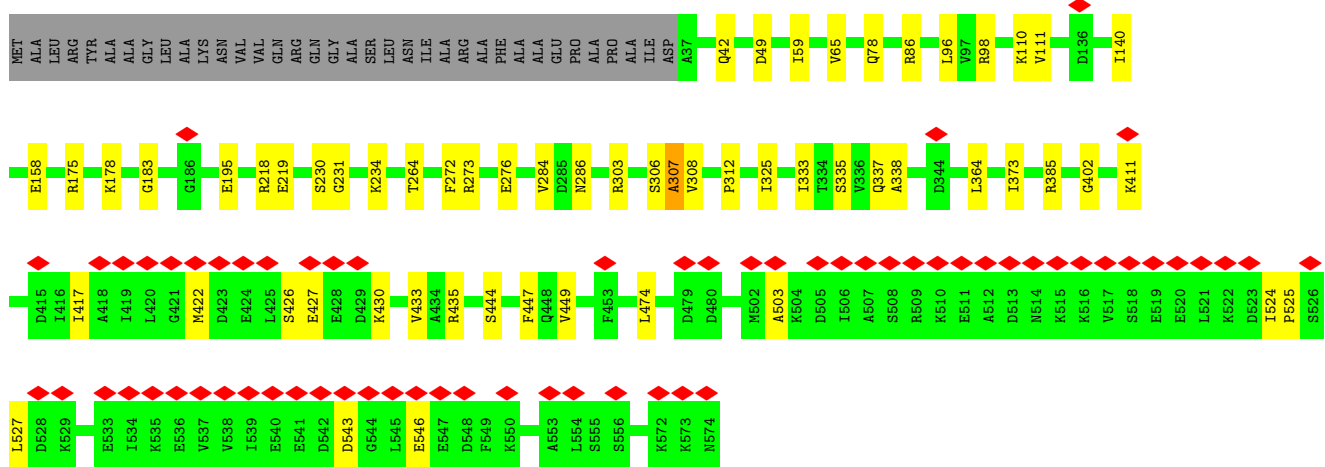 MET ALA LEU ARG TYR ALA ALA GLY LEU ALA LYS ASN VAL VAL GLN ARG GLN GLY ALA SER LEU ASN ILE ALA ARG ALA PHE ALA ALA GLU PRO ALA PRO ALA ILE ASP A37 Q42 D49 I59 V65 Q78 R86 L96 V97 R98 K110 V111 D136 I140
E158 R175 K178 G183 G186 E195 R218 E219 S230 G231 K234 T264 F272 R273 E276 V284 D285 N286 R303 S306 A307 V308 P312 I325 I333 T334 S335 V336 Q337 A338 D344 L364 I373 R385 G402 K411
D415 I416 I417 A418 I419 L420 G421 M422 D423 E424 L425 S426 E427 E428 D429 K430 V433 A434 R435 S444 F447 Q448 V449 F453 L474 D479 D480 M502 A503 K504 D505 I506 A507 S508 R509 K510 E511 A512 D513 N514 K515 K516 V517 S518 E519 E520 L521 K522 D523 I524 P525 S526
L527 D528 K529 E533 I534 K535 E536 V537 V538 I539 E540 E541 D542 D543 G544 L545 E546 E547 D548 F549 K550 A553 L554 S555 S556 K572 K573 N574